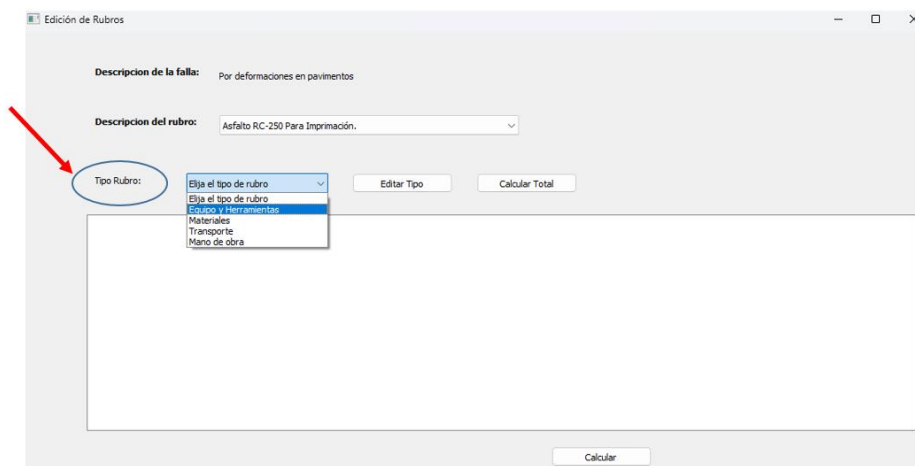 Edición de Rubros
Descripcion de la falla: Por deformaciones en pavimentos
Descripcion del rubro: Asfalto RC-250 Para Imprimación.
Tipo Rubro: Elija el tipo de rubro Editar Tipo Calcular Total
Elija el tipo de rubro
Equipo y Herramientas
Materiales
Transporte
Mano de obra
Calcular